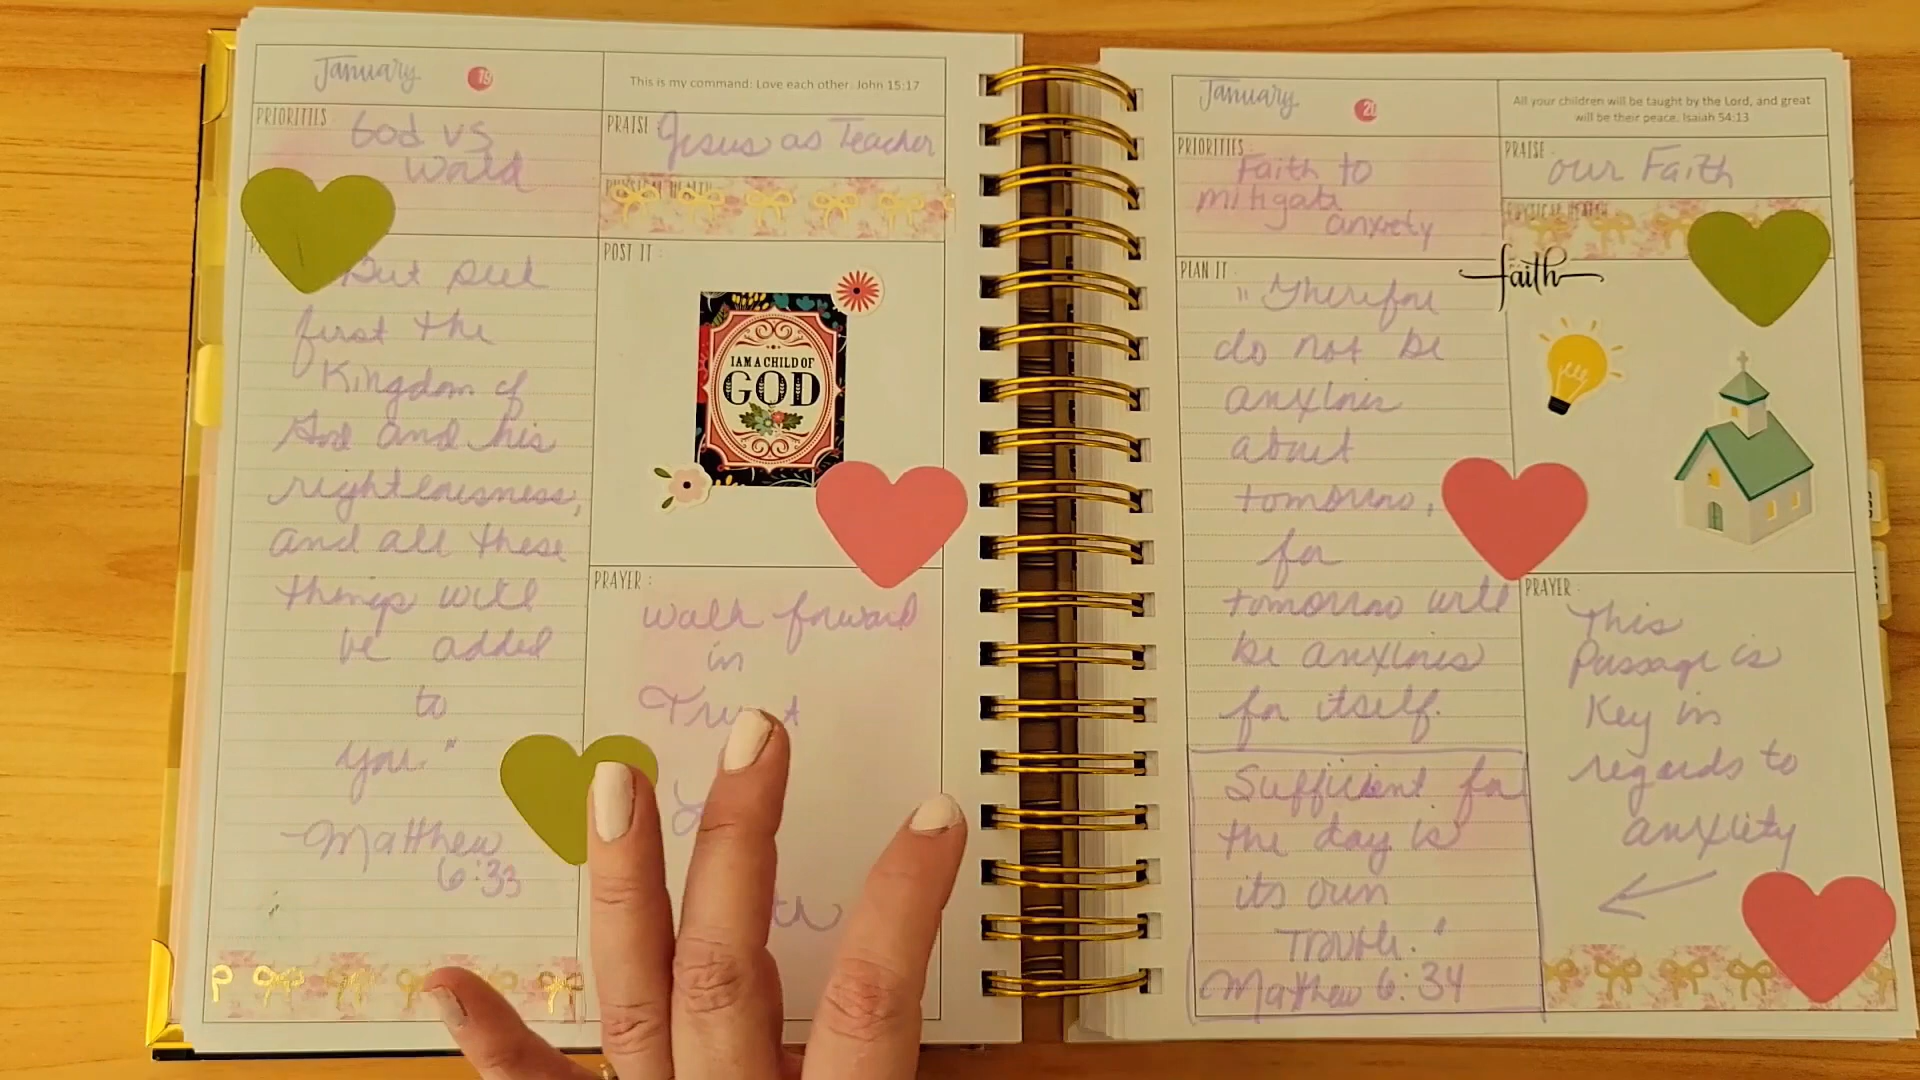 January 19
This is my command: Love each other. John 15:17
PRIORITIES
God vs
World
PRAISE
Jesus as Teacher
PHYSICAL HEALTH
But seek
first the
Kingdom of
God and his
righteousness,
and all these
things will
be added
to
you."
-Matthew
6:33
POST IT:
I AM A CHILD OF
GOD
PRAYER:
walk forward
in
January 20
All your children will be taught by the Lord, and great
will be their peace. Isaiah 54:13
PRIORITIES
Faith to
mitigate
anxiety
PRAISE
our Faith
PHYSICAL HEALTH
PLAN IT
"Therefore
do not be
anxious
about
tomorrow,
for
tomorrow will
be anxious
for itself.
Sufficient for
the day is
its own
Trouble."
Matthew 6:34
faith
PRAYER
This
Passage is
Key in
regards to
anxiety